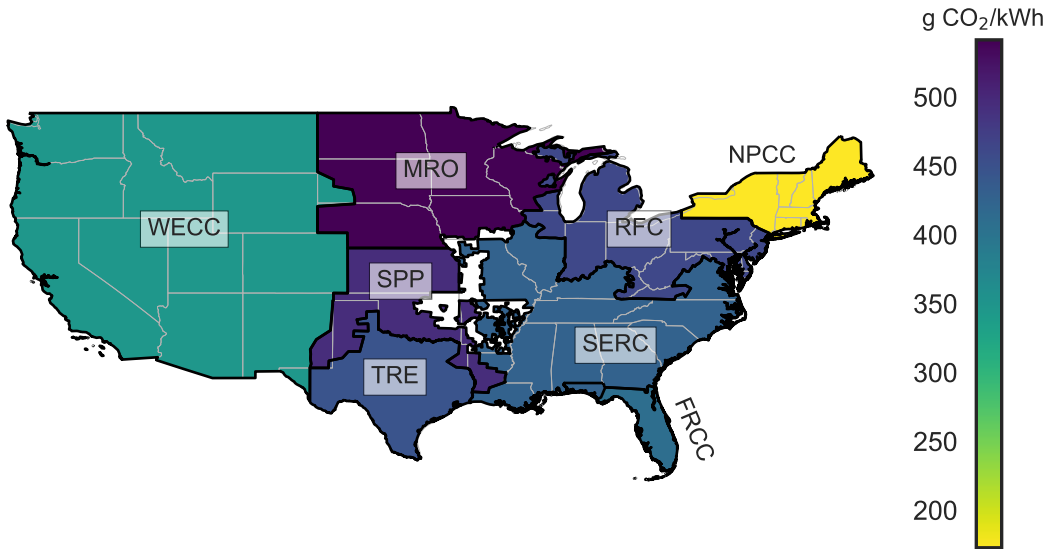 g CO₂/kWh
500
450
400
350
300
250
200
NPCC
MRO
WECC
RFC
SPP
SERC
TRE
FRCC